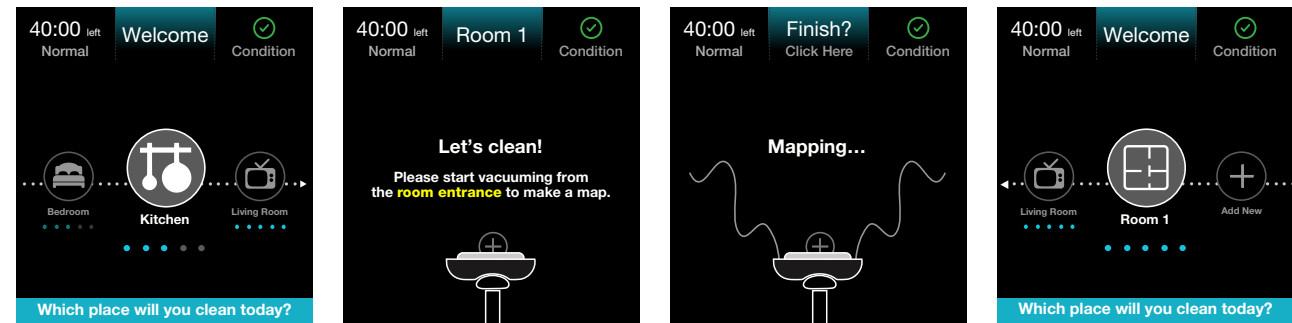 40:00 left
Normal
Welcome
Condition
Bedroom
Kitchen
Living Room
Which place will you clean today?
40:00 left
Normal
Room 1
Condition
Let's clean!
Please start vacuuming from
the room entrance to make a map.
40:00 left
Normal
Finish?
Click Here
Condition
Mapping...
40:00 left
Normal
Welcome
Condition
Living Room
Room 1
Add New
Which place will you clean today?